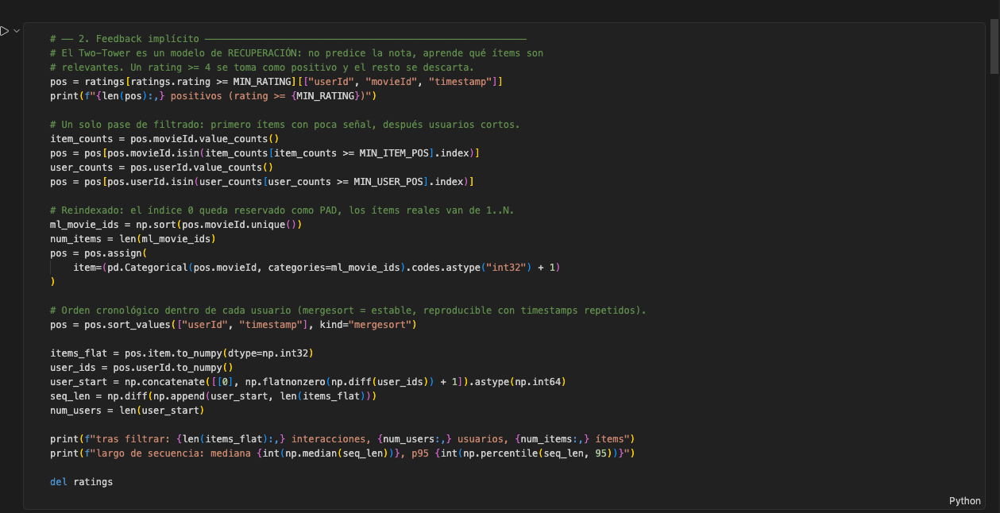 # —— 2. Feedback implícito ————————————————————————————————————————————————————————
# El Two-Tower es un modelo de RECUPERACIÓN: no predice la nota, aprende qué ítems son
# relevantes. Un rating >= 4 se toma como positivo y el resto se descarta.
pos = ratings[ratings.rating >= MIN_RATING][["userId", "movieId", "timestamp"]]
print(f"{len(pos):,} positivos (rating >= {MIN_RATING})")
# Un solo pase de filtrado: primero ítems con poca señal, después usuarios cortos.
item_counts = pos.movieId.value_counts()
pos = pos[pos.movieId.isin(item_counts[item_counts >= MIN_ITEM_POS].index)]
user_counts = pos.userId.value_counts()
pos = pos[pos.userId.isin(user_counts[user_counts >= MIN_USER_POS].index)]
# Reindexado: el índice 0 queda reservado como PAD, los ítems reales van de 1..N.
ml_movie_ids = np.sort(pos.movieId.unique())
num_items = len(ml_movie_ids)
pos = pos.assign(
    item=(pd.Categorical(pos.movieId, categories=ml_movie_ids).codes.astype("int32") + 1)
)
# Orden cronológico dentro de cada usuario (mergesort = estable, reproducible con timestamps repetidos).
pos = pos.sort_values(["userId", "timestamp"], kind="mergesort")
items_flat = pos.item.to_numpy(dtype=np.int32)
user_ids = pos.userId.to_numpy()
user_start = np.concatenate([[0], np.flatnonzero(np.diff(user_ids)) + 1]).astype(np.int64)
seq_len = np.diff(np.append(user_start, len(items_flat)))
num_users = len(user_start)
print(f"tras filtrar: {len(items_flat):,} interacciones, {num_users:,} usuarios, {num_items:,} ítems")
print(f"largo de secuencia: mediana {int(np.median(seq_len))}, p95 {int(np.percentile(seq_len, 95))}")
del ratings
Python